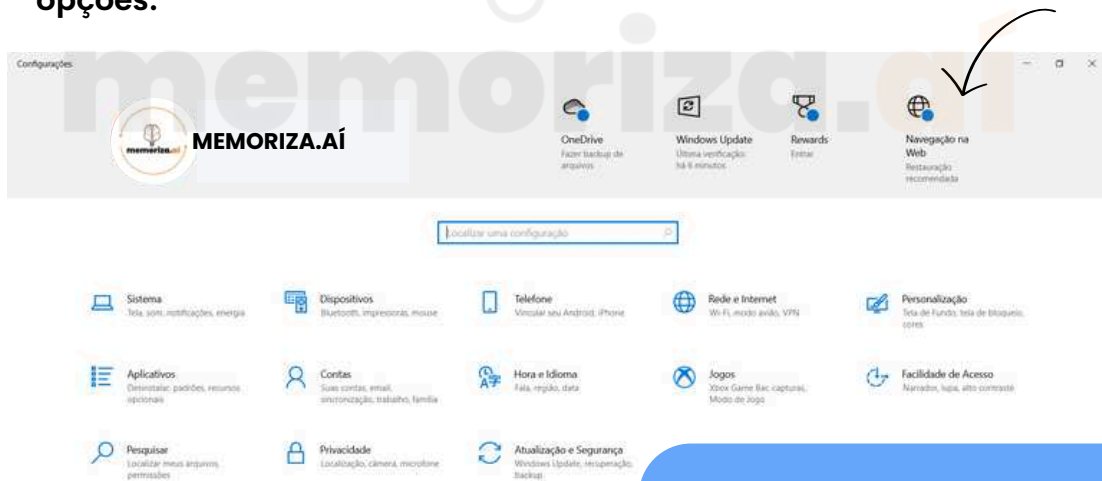 opções:
memoriza.aí
Configurações
memoriza.aí
MEMORIZA.AÍ
OneDrive
Fazer backup de
arquivos
Windows Update
Última verificação:
há 6 minutos
Rewards
Entrar
Navegação na
Web
Restauração
recomendada
Localizar uma configuração
Sistema
Tela, som, notificações, energia
Dispositivos
Bluetooth, impressoras, mouse
Telefone
Vincular seu Android, iPhone
Rede e Internet
Wi-Fi, modo avião, VPN
Personalização
Tela de Fundo, tela de bloqueio,
cores
Aplicativos
Desinstalar, padrões, recursos
opcionais
Contas
Suas contas, email,
sincronização, trabalho, família
Hora e Idioma
Fala, região, data
Jogos
Xbox Game Bar, capturas,
Modo de Jogo
Facilidade de Acesso
Narrador, lupa, alto contraste
Pesquisar
Localizar meus arquivos,
permissões
Privacidade
Localização, câmera, microfone
Atualização e Segurança
Windows Update, recuperação,
backup